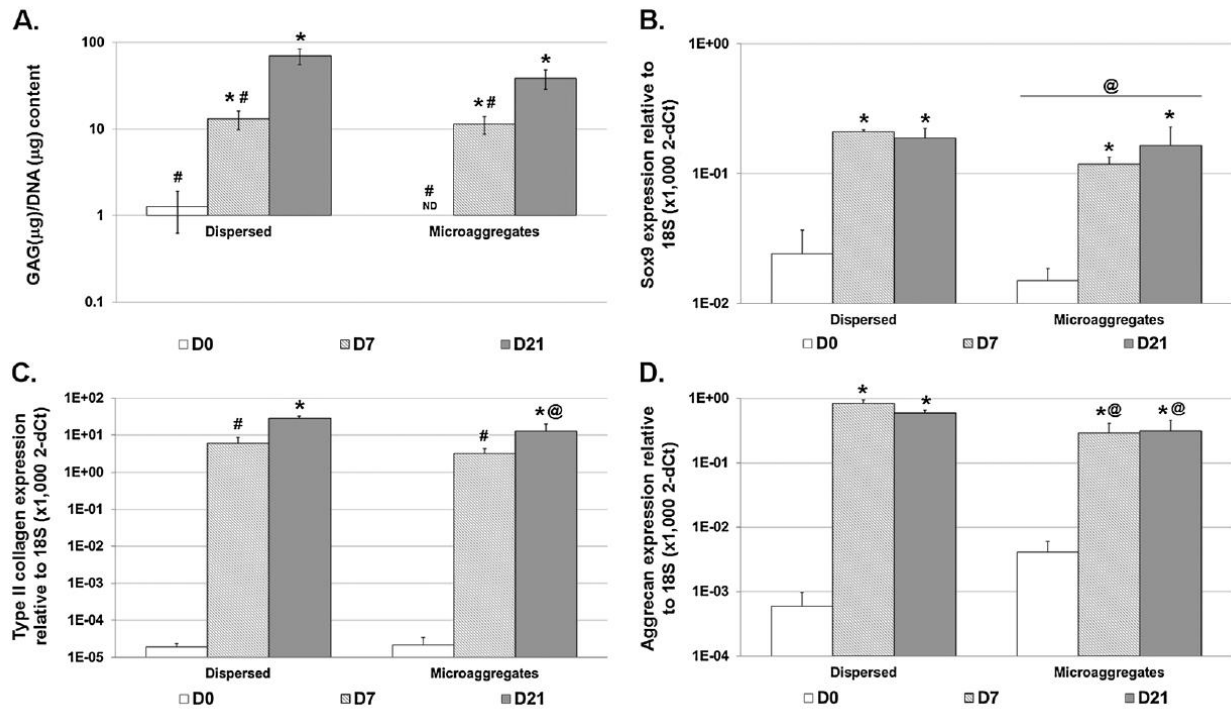 A.
GAG(µg)/DNA (µg) content
100
10
1
0.1
*
* #
#
*
* #
#
ND
Dispersed
Microaggregates
D0
D7
D21
B.
Sox9 expression relative to
18S (x1,000 2-dCt)
1E+00
1E-01
1E-02
@
*
*
*
*
Dispersed
Microaggregates
D0
D7
D21
C.
Type II collagen expression
relative to 18S (x1,000 2-dCt)
1E+02
1E+01
1E+00
1E-01
1E-02
1E-03
1E-04
1E-05
#
*
#
*@
Dispersed
Microaggregates
D0
D7
D21
D.
Aggrecan expression relative
to 18S (x1,000 2-dCt)
1E+00
1E-01
1E-02
1E-03
1E-04
*
*
*@
*@
Dispersed
Microaggregates
D0
D7
D21